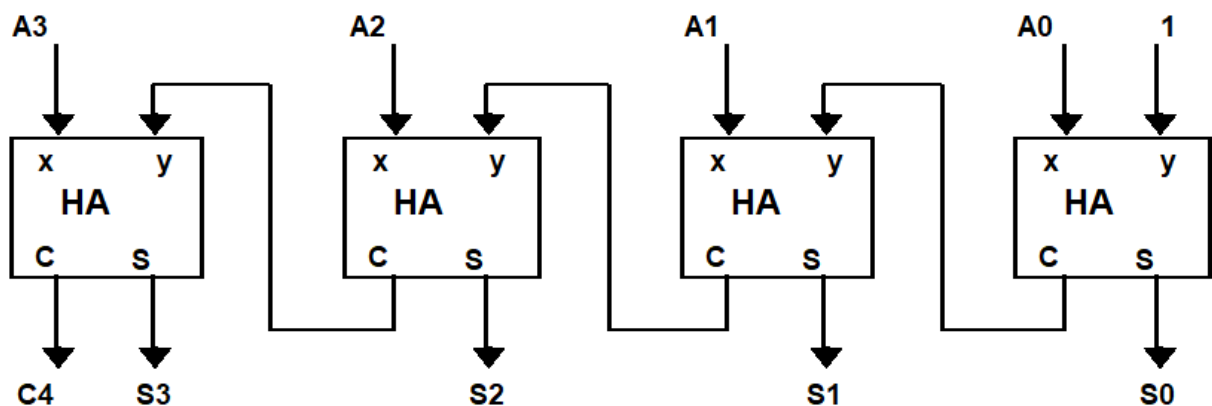 A3 A2 A1 A0 1
x y x y x y x y
HA HA HA HA
C S C S C S C S
C4 S3 S2 S1 S0